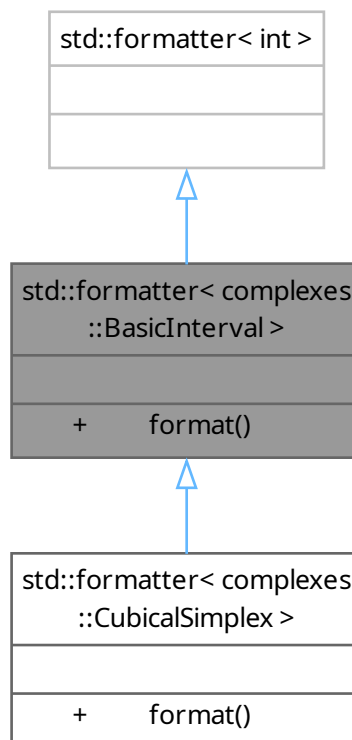 std::formatter< int >
std::formatter< complexes
::BasicInterval >
+ format()
std::formatter< complexes
::CubicalSimplex >
+ format()